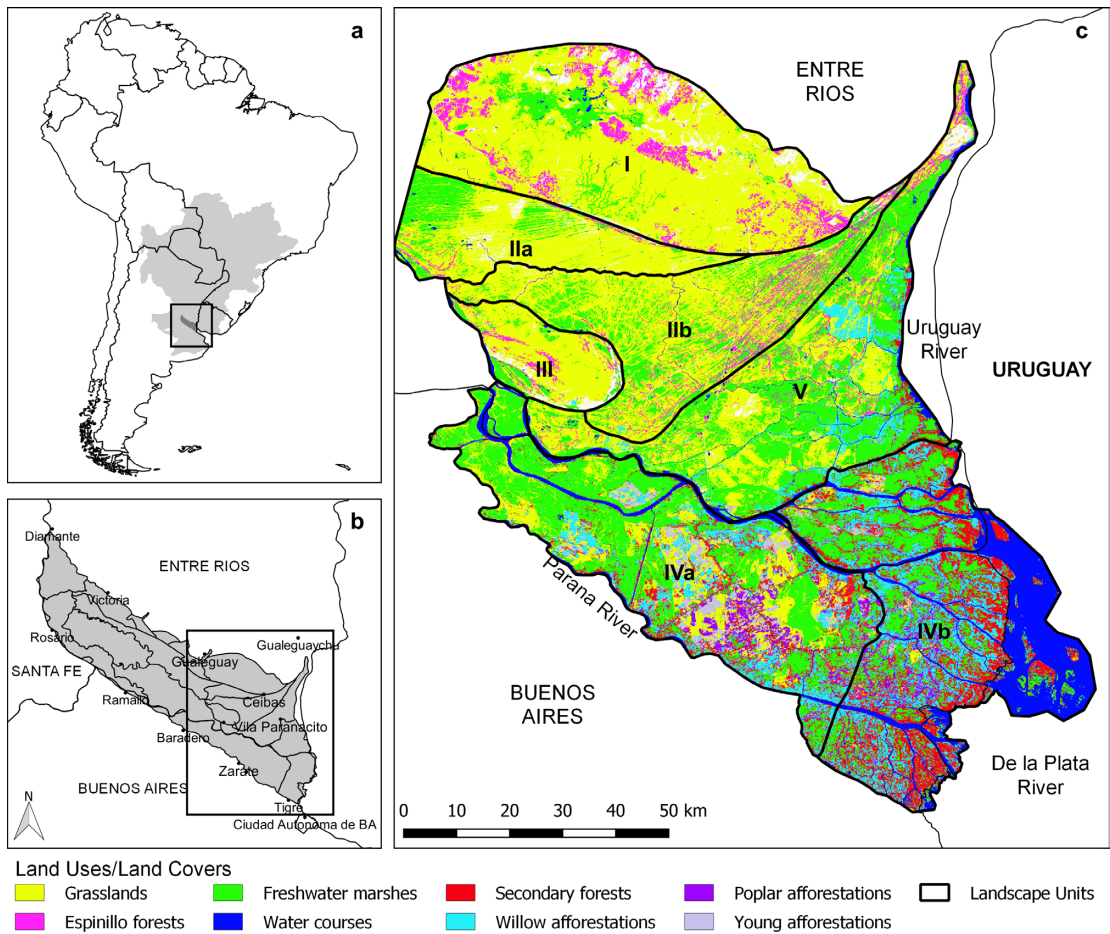 a
b
N
Diamante
ENTRE RIOS
Victoria
Rosario
Gualeguaychu
Gualeguay
SANTA FE
Ramallo
Ceibas
Villa Paranacito
Baradero
Zarate
BUENOS AIRES
Tigre
Ciudad Autonoma de BA
c
ENTRE
RIOS
I
IIa
IIb
III
V
Uruguay
River
URUGUAY
IVa
Parana River
IVb
BUENOS
AIRES
De la Plata
River
0 10 20 30 40 50 km
Land Uses/Land Covers
Grasslands Freshwater marshes Secondary forests Poplar afforestations Landscape Units
Espinillo forests Water courses Willow afforestations Young afforestations